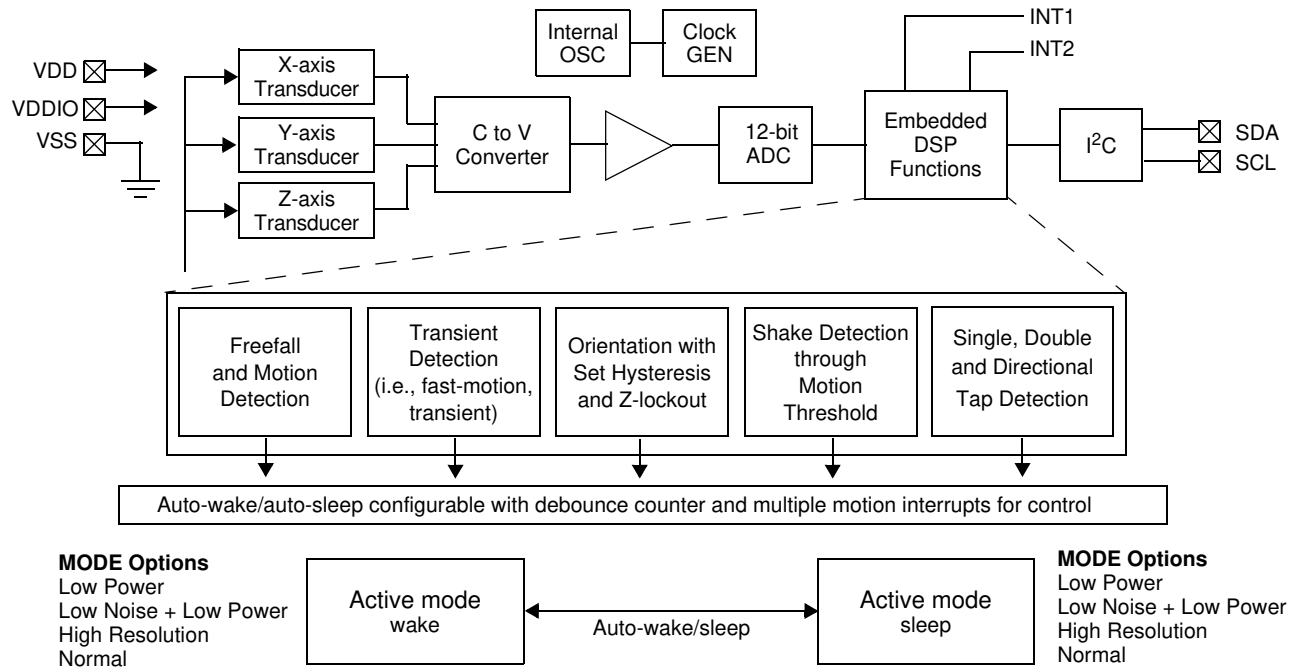 INT1
INT2
Internal
OSC
Clock
GEN
VDD
VDDIO
VSS
X-axis
Transducer
Y-axis
Transducer
Z-axis
Transducer
C to V
Converter
12-bit
ADC
Embedded
DSP
Functions
I²C
SDA
SCL
Freefall
and Motion
Detection
Transient
Detection
(i.e., fast-motion,
transient)
Orientation with
Set Hysteresis
and Z-lockout
Shake Detection
through
Motion
Threshold
Single, Double
and Directional
Tap Detection
Auto-wake/auto-sleep configurable with debounce counter and multiple motion interrupts for control
MODE Options
Low Power
Low Noise + Low Power
High Resolution
Normal
Active mode
wake
Auto-wake/sleep
Active mode
sleep
MODE Options
Low Power
Low Noise + Low Power
High Resolution
Normal